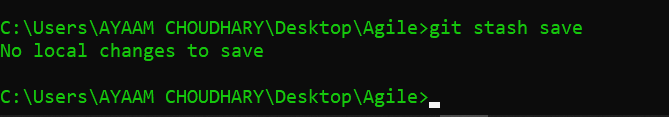 C:\Users\AYAAM CHOUDHARY\Desktop\Agile>git stash save
No local changes to save
C:\Users\AYAAM CHOUDHARY\Desktop\Agile>